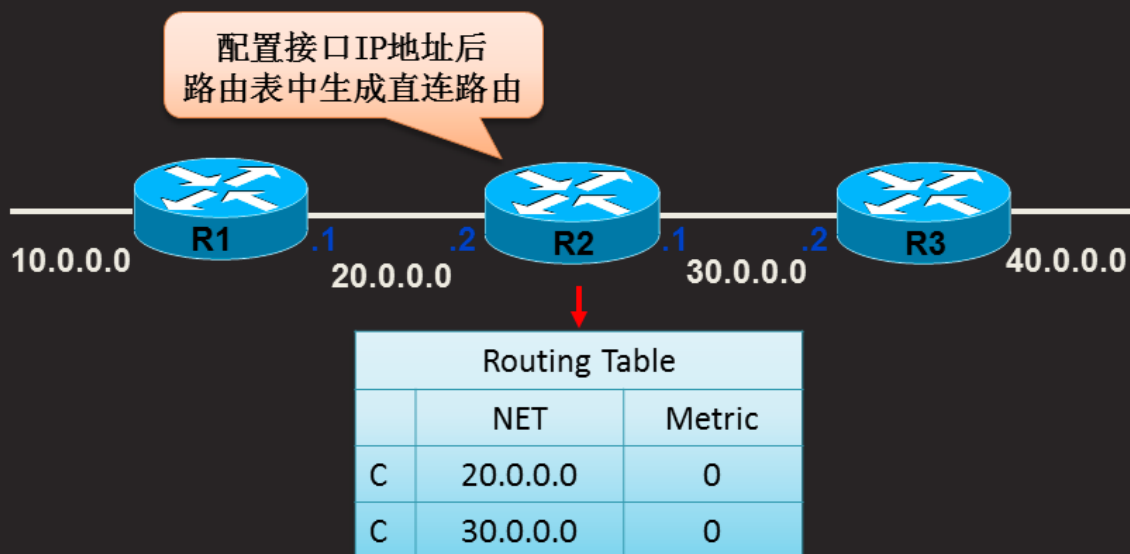 配置接口IP地址后
路由表中生成直连路由
R1
R2
R3
.1
.2
.1
.2
10.0.0.0
20.0.0.0
30.0.0.0
40.0.0.0
Routing Table
NET Metric
C 20.0.0.0 0
C 30.0.0.0 0